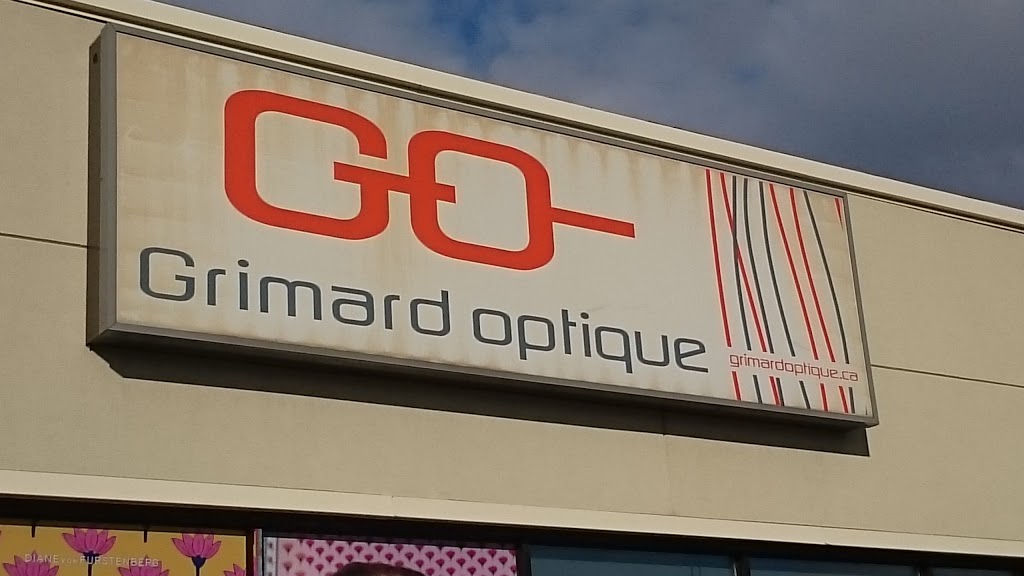 GO
Grimard optique
grimardoptique.ca
DIANE VON FURSTENBERG